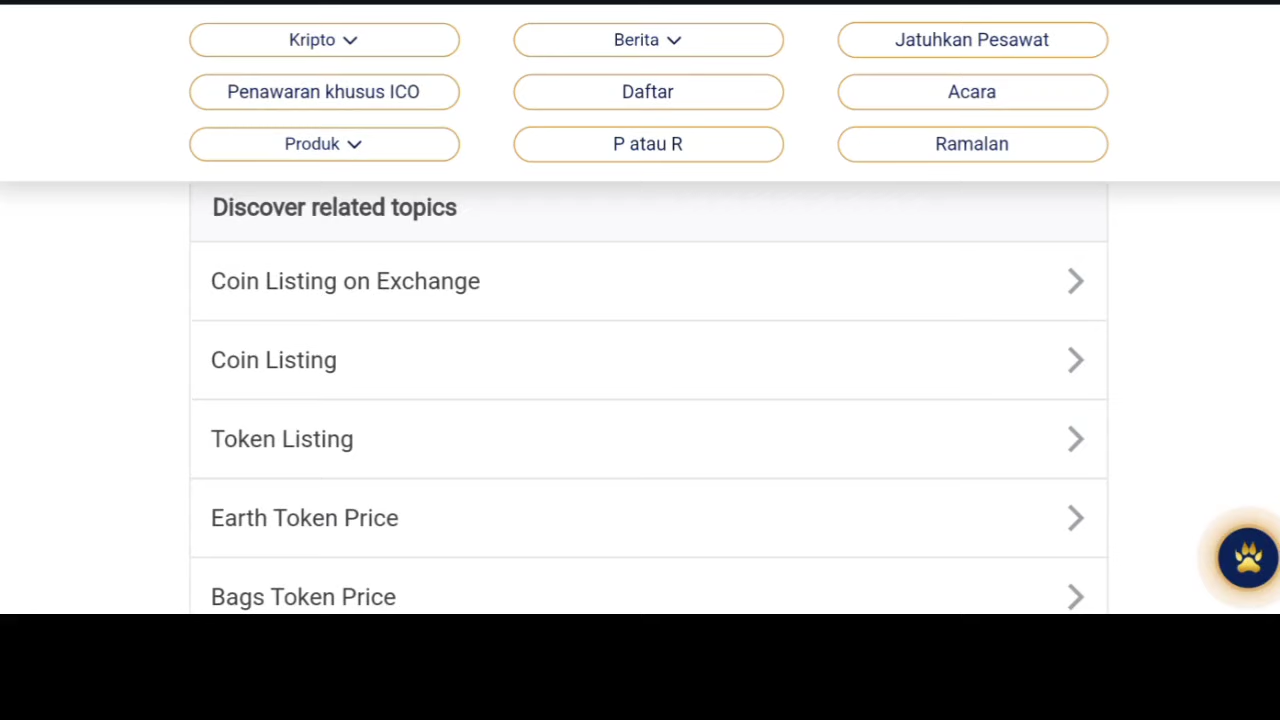 Kripto
Berita
Jatuhkan Pesawat
Penawaran khusus ICO
Daftar
Acara
Produk
P atau R
Ramalan
Discover related topics
Coin Listing on Exchange
Coin Listing
Token Listing
Earth Token Price
Bags Token Price